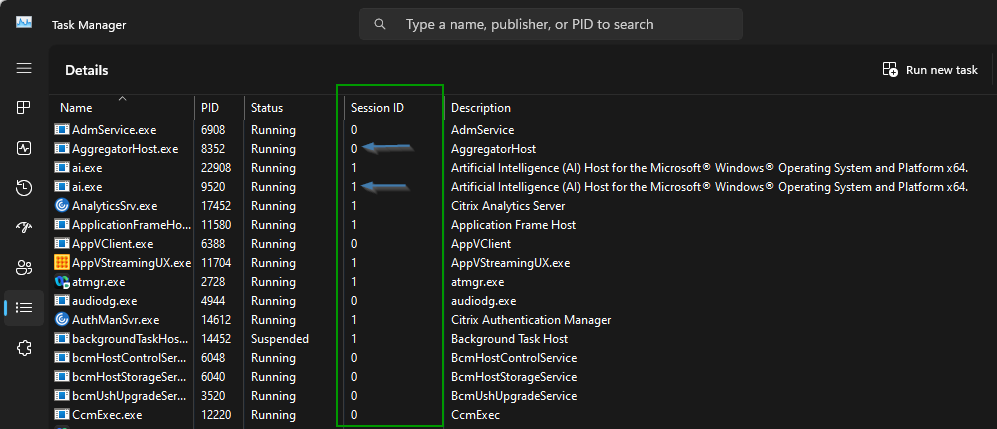 Task Manager
Type a name, publisher, or PID to search
Details
Run new task
Name PID Status Session ID Description
AdmService.exe 6908 Running 0 AdmService
AggregatorHost.exe 8352 Running 0 AggregatorHost
ai.exe 22908 Running 1 Artificial Intelligence (AI) Host for the Microsoft® Windows® Operating System and Platform x64.
ai.exe 9520 Running 1 Artificial Intelligence (AI) Host for the Microsoft® Windows® Operating System and Platform x64.
AnalyticsSrv.exe 17452 Running 1 Citrix Analytics Server
ApplicationFrameHo... 11580 Running 1 Application Frame Host
AppVClient.exe 6388 Running 0 AppVClient
AppVStreamingUX.exe 11704 Running 1 AppVStreamingUX.exe
atmgr.exe 2728 Running 1 atmgr.exe
audiodg.exe 4944 Running 0 audiodg.exe
AuthManSvr.exe 14612 Running 1 Citrix Authentication Manager
backgroundTaskHos... 14452 Suspended 1 Background Task Host
bcmHostControlSer... 6048 Running 0 BcmHostControlService
bcmHostStorageSer... 6040 Running 0 BcmHostStorageService
bcmUshUpgradeSer... 3520 Running 0 BcmUshUpgradeService
CcmExec.exe 12220 Running 0 CcmExec